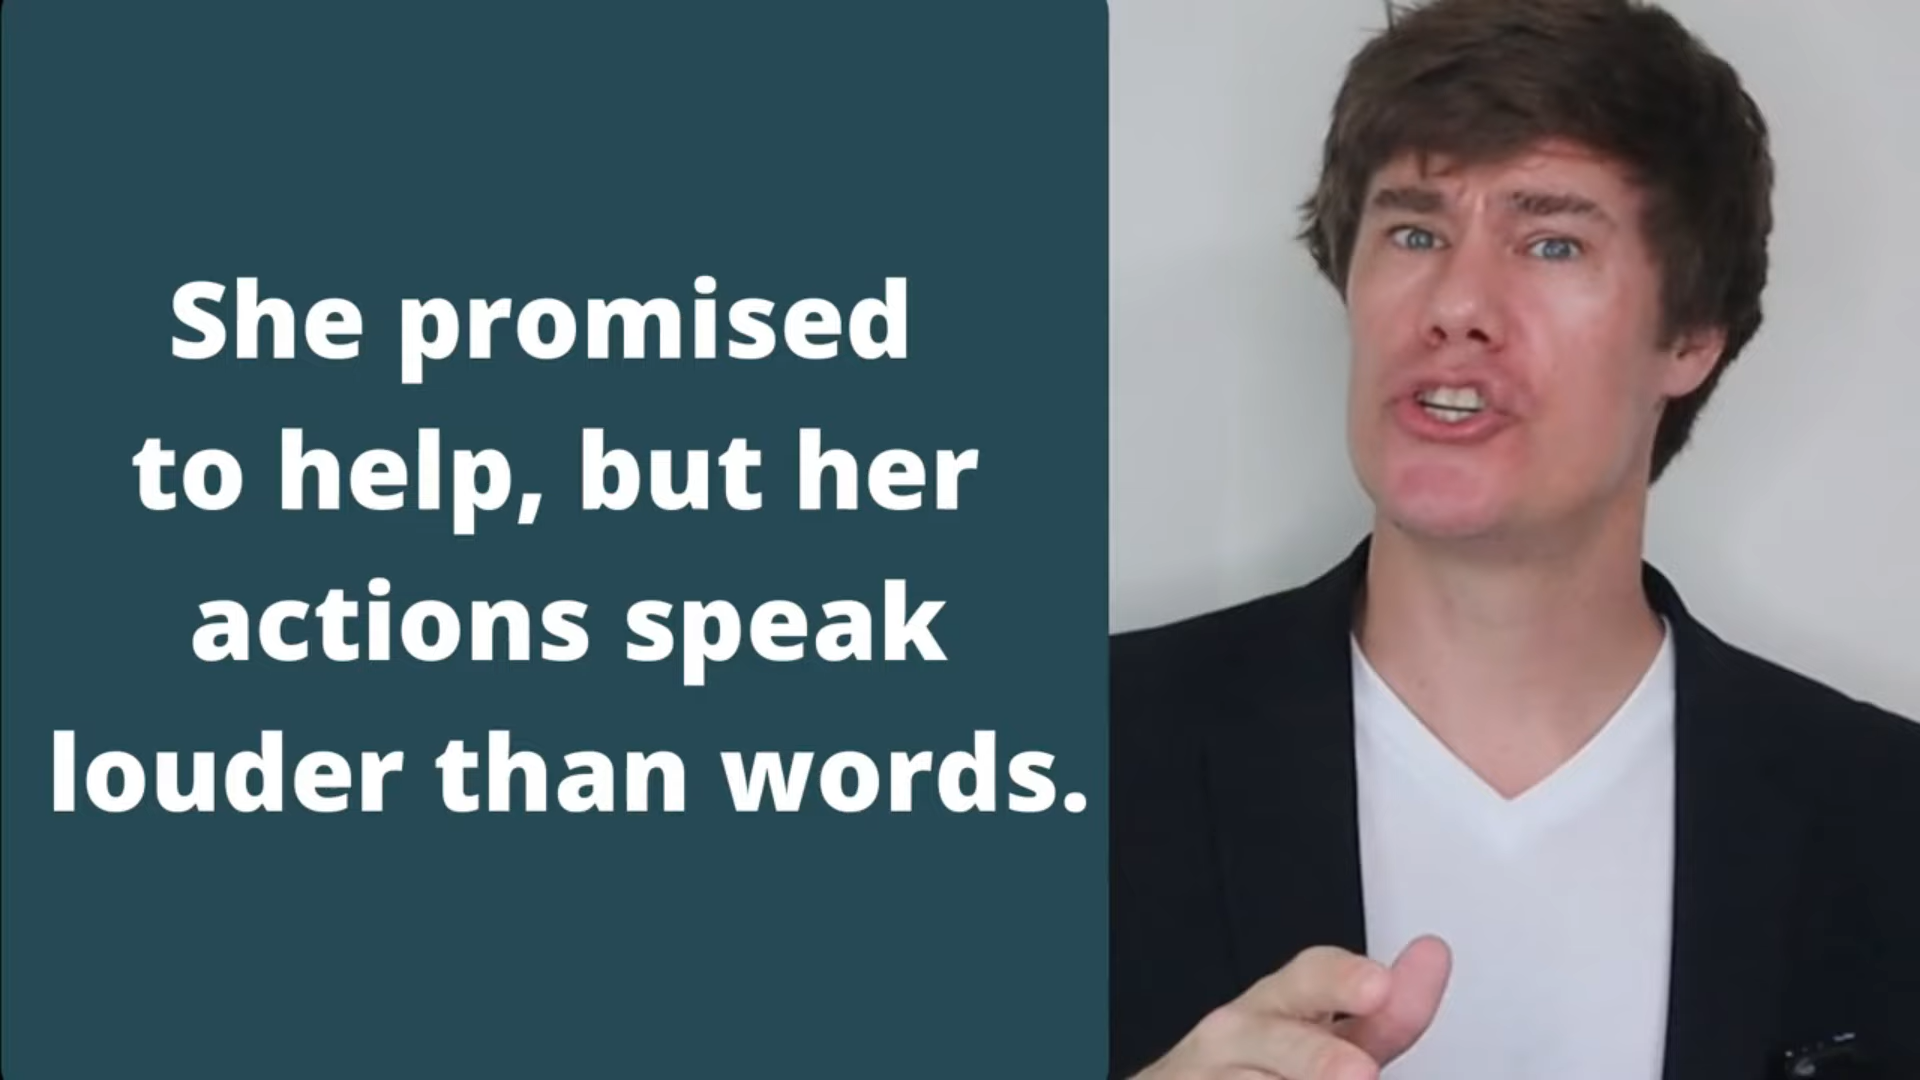 She promised
to help, but her
actions speak
louder than words.